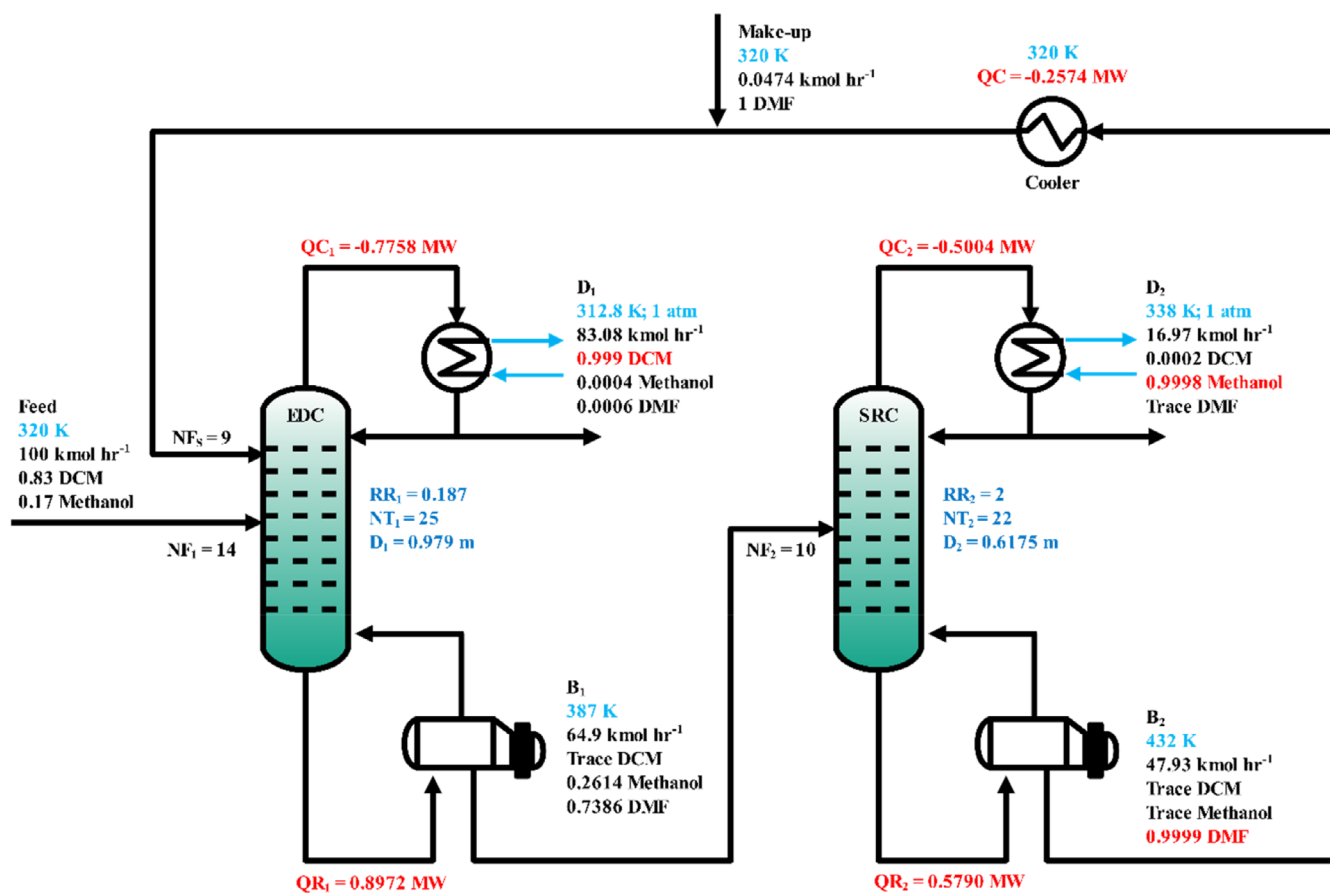 Make-up
320 K
0.0474 kmol hr⁻¹
1 DMF
320 K
QC = -0.2574 MW
Cooler
QC₁ = -0.7758 MW
QC₂ = -0.5004 MW
D₁
312.8 K; 1 atm
83.08 kmol hr⁻¹
0.999 DCM
0.0004 Methanol
0.0006 DMF
D₂
338 K; 1 atm
16.97 kmol hr⁻¹
0.0002 DCM
0.9998 Methanol
Trace DMF
Feed
320 K
100 kmol hr⁻¹
0.83 DCM
0.17 Methanol
NFₛ = 9
NF₁ = 14
EDC
RR₁ = 0.187
NT₁ = 25
D₁ = 0.979 m
SRC
NF₂ = 10
RR₂ = 2
NT₂ = 22
D₂ = 0.6175 m
B₁
387 K
64.9 kmol hr⁻¹
Trace DCM
0.2614 Methanol
0.7386 DMF
B₂
432 K
47.93 kmol hr⁻¹
Trace DCM
Trace Methanol
0.9999 DMF
QR₁ = 0.8972 MW
QR₂ = 0.5790 MW